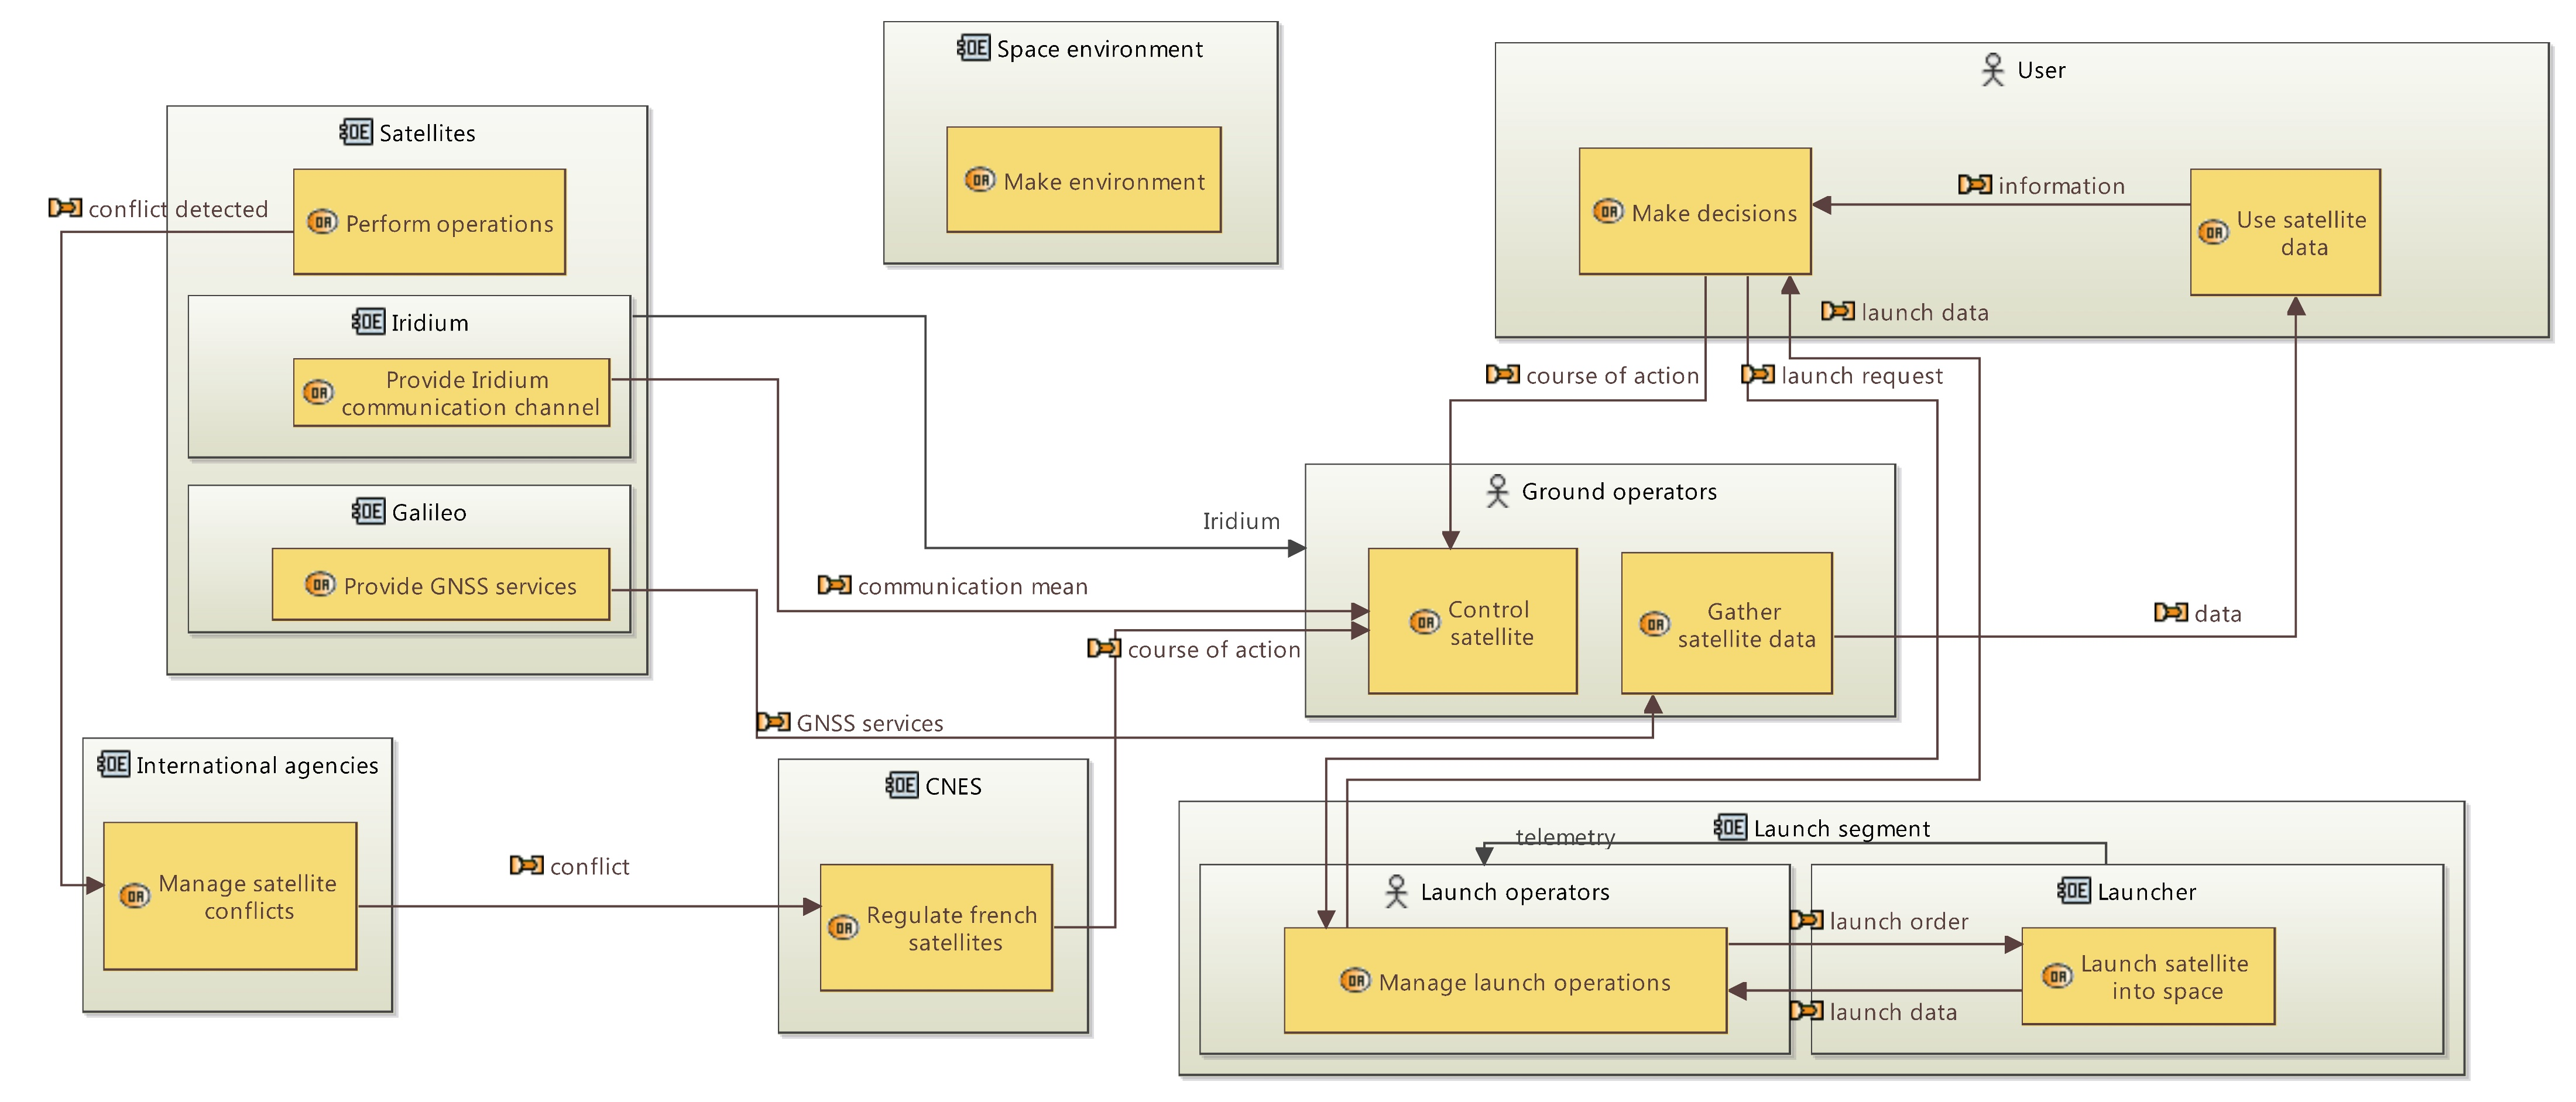 Space environment
Make environment
User
Make decisions
information
Use satellite
data
launch data
course of action
launch request
Satellites
conflict detected
Perform operations
Iridium
Provide Iridium
communication channel
Galileo
Provide GNSS services
Iridium
communication mean
course of action
GNSS services
Ground operators
Control
satellite
Gather
satellite data
data
International agencies
Manage satellite
conflicts
conflict
CNES
Regulate french
satellites
Launch segment
telemetry
Launch operators
Manage launch operations
launch order
launch data
Launcher
Launch satellite
into space